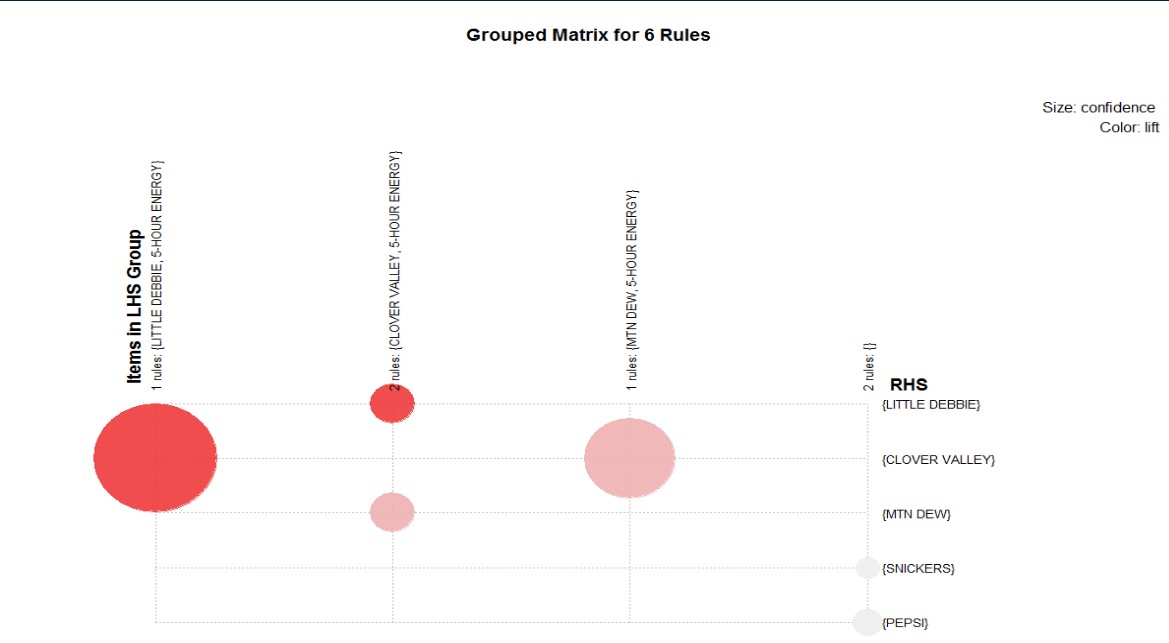 Grouped Matrix for 6 Rules
Size: confidence
Color: lift
Items in LHS Group
1 rules: {LITTLE DEBBIE, 5-HOUR ENERGY}
2 rules: {CLOVER VALLEY, 5-HOUR ENERGY}
1 rules: {MTN DEW, 5-HOUR ENERGY}
2 rules: {}
RHS
{LITTLE DEBBIE}
{CLOVER VALLEY}
{MTN DEW}
{SNICKERS}
{PEPSI}